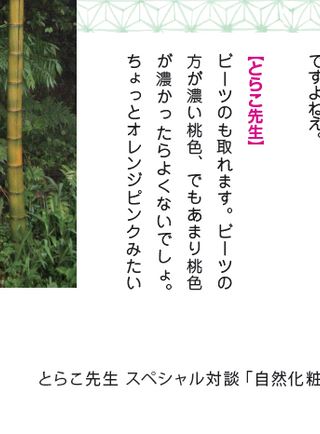 ですよねえ。
【とらこ先生】
ビーツのも取れます。ビーツの
方が濃い桃色、でもあまり桃色
が濃かったらよくないでしょ。
ちょっとオレンジピンクみたい
とらこ先生 スペシャル対談「自然化粧